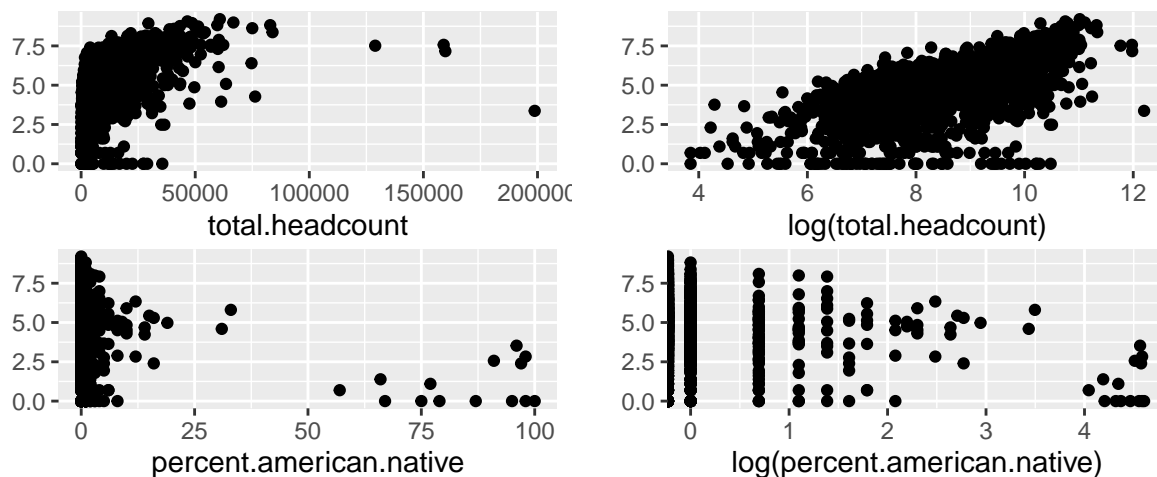 7.5
5.0
2.5
0.0
0 50000 100000 150000 200000
total.headcount
7.5
5.0
2.5
0.0
4 6 8 10 12
log(total.headcount)
7.5
5.0
2.5
0.0
0 25 50 75 100
percent.american.native
7.5
5.0
2.5
0.0
0 1 2 3 4
log(percent.american.native)